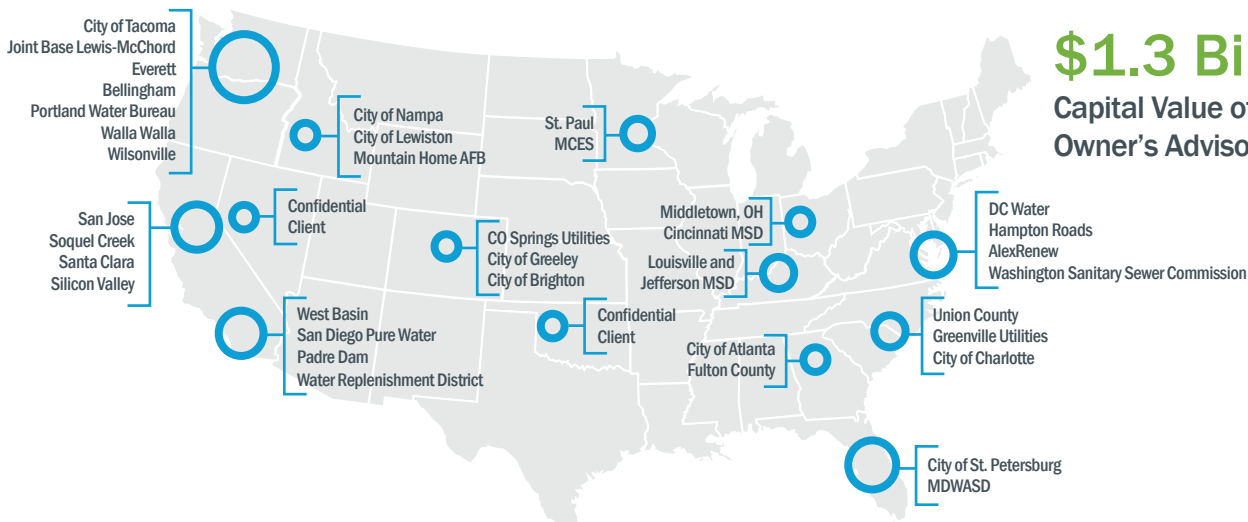 City of Tacoma
Joint Base Lewis-McChord
Everett
Bellingham
Portland Water Bureau
Walla Walla
Wilsonville
City of Nampa
City of Lewiston
Mountain Home AFB
St. Paul
MCES
$1.3 Bi
Capital Value of
Owner's Adviso
San Jose
Soquel Creek
Santa Clara
Silicon Valley
Confidential
Client
CO Springs Utilities
City of Greeley
City of Brighton
Middletown, OH
Cincinnati MSD
Louisville and
Jefferson MSD
DC Water
Hampton Roads
AlexRenew
Washington Sanitary Sewer Commission
West Basin
San Diego Pure Water
Padre Dam
Water Replenishment District
Confidential
Client
City of Atlanta
Fulton County
Union County
Greenville Utilities
City of Charlotte
City of St. Petersburg
MDWASD